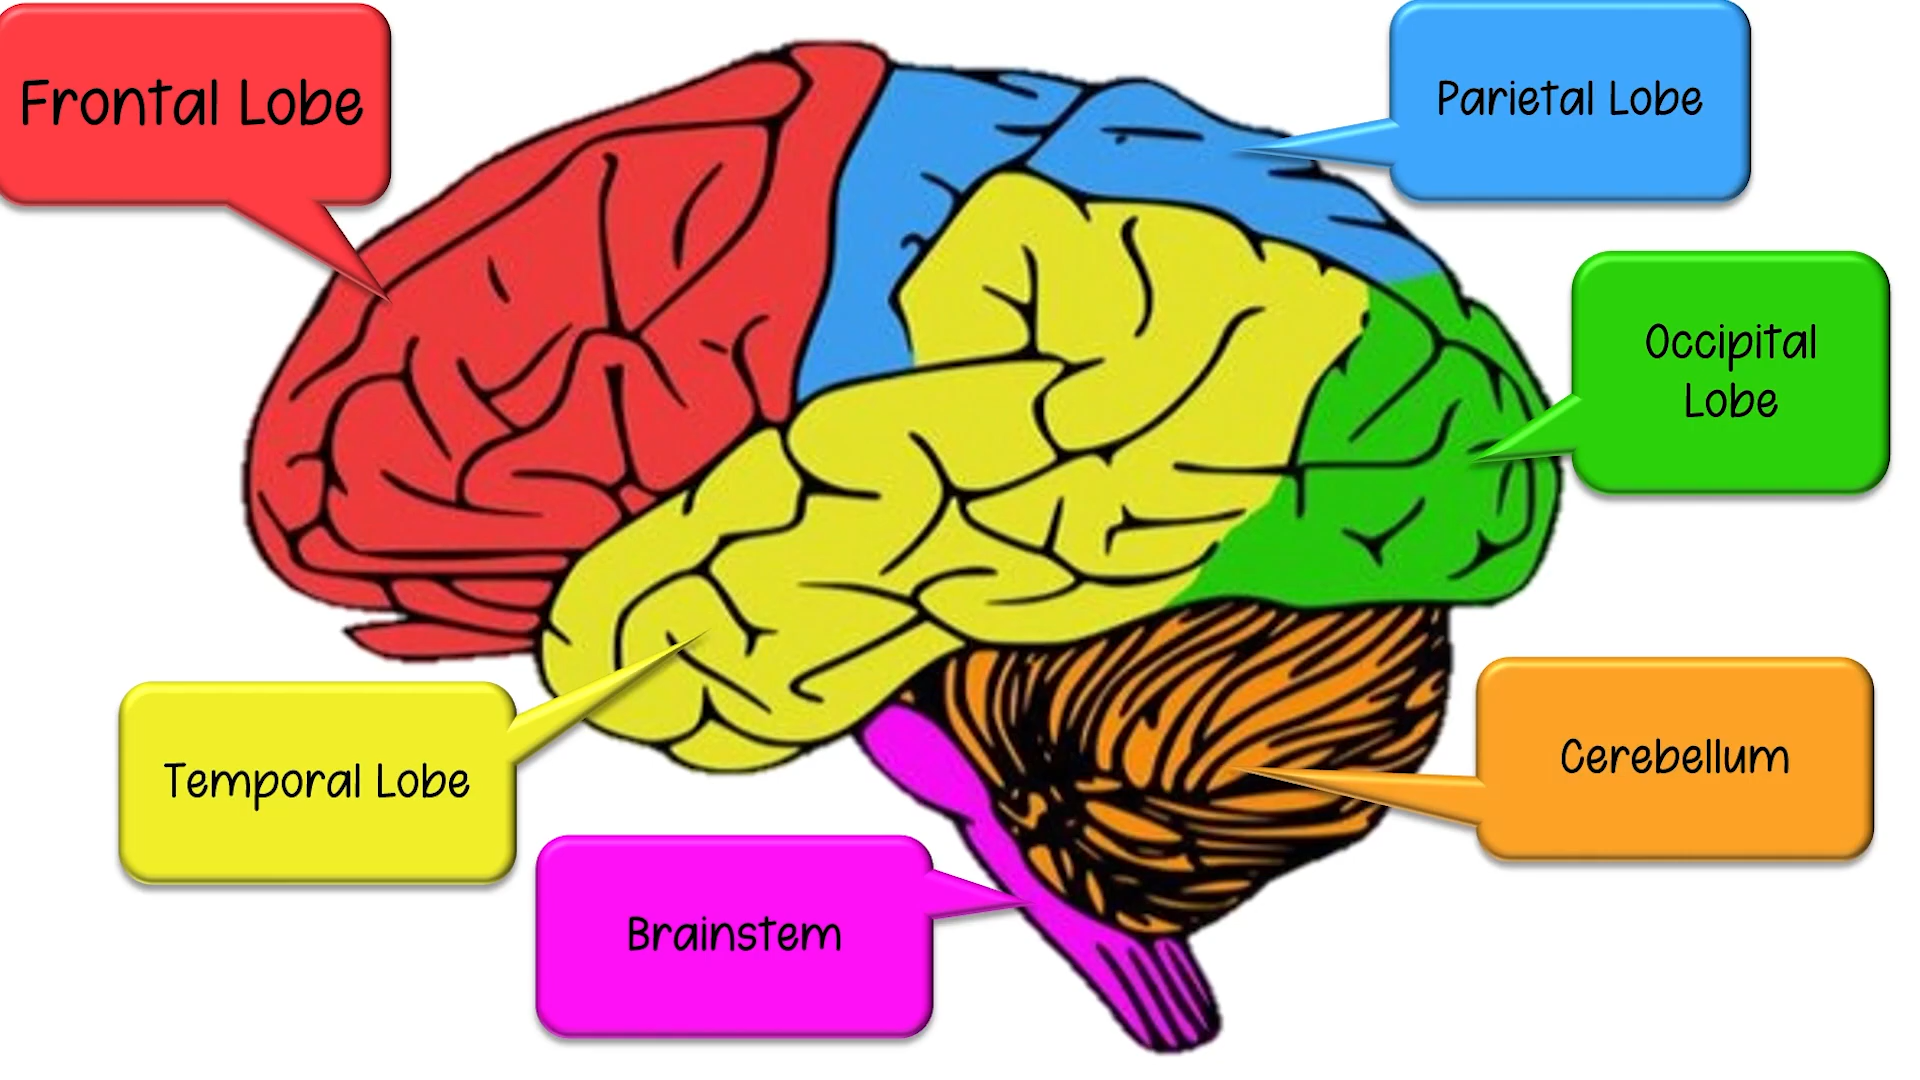 Frontal Lobe
Parietal Lobe
Occipital
Lobe
Temporal Lobe
Cerebellum
Brainstem